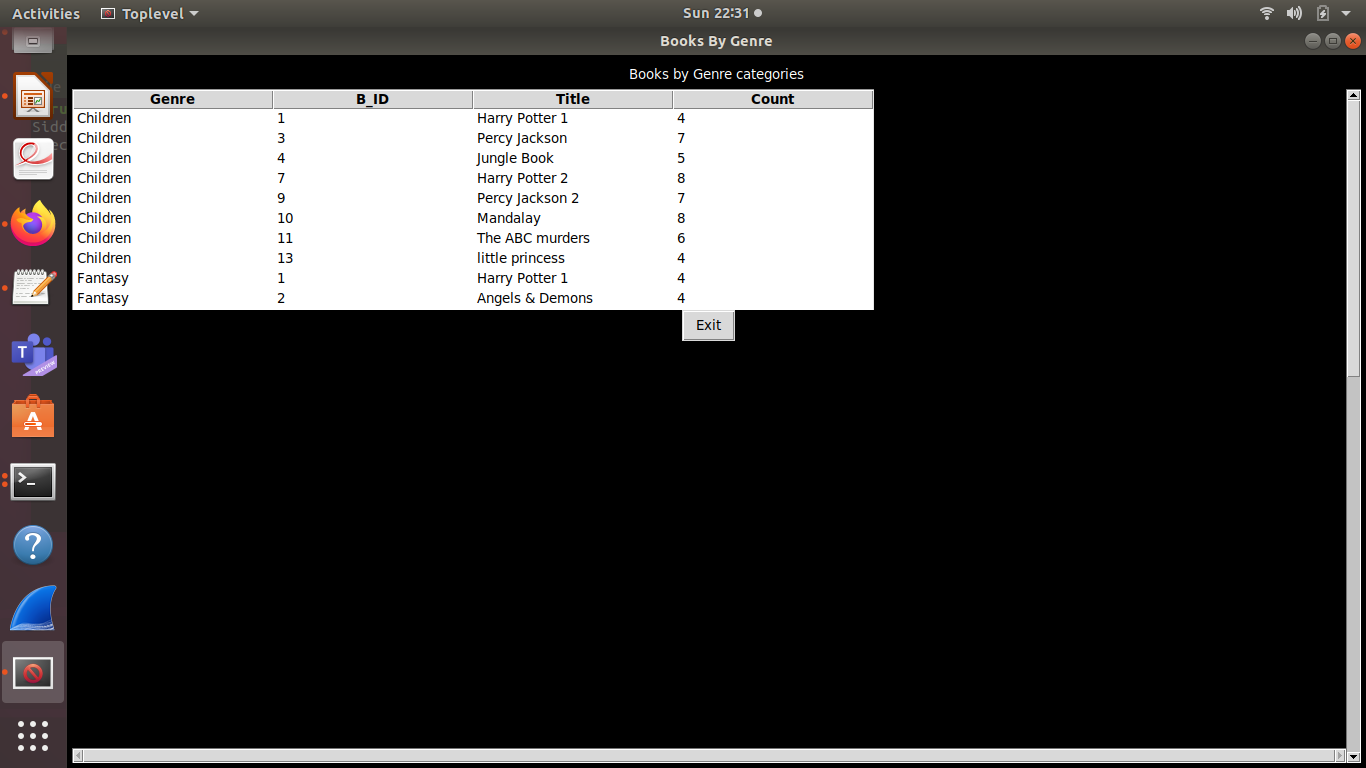 Activities Toplevel Sun 22:31
Books By Genre
Books by Genre categories
Genre B_ID Title Count
Children 1 Harry Potter 1 4
Children 3 Percy Jackson 7
Children 4 Jungle Book 5
Children 7 Harry Potter 2 8
Children 9 Percy Jackson 2 7
Children 10 Mandalay 8
Children 11 The ABC murders 6
Children 13 little princess 4
Fantasy 1 Harry Potter 1 4
Fantasy 2 Angels & Demons 4
Exit